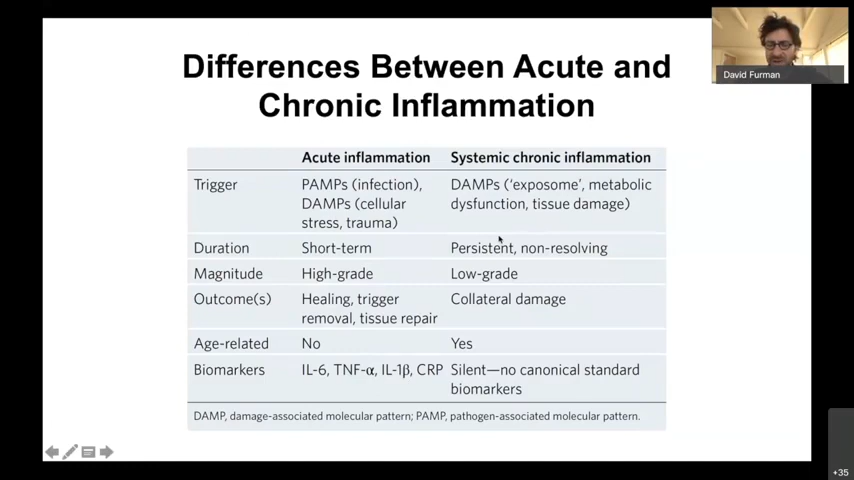 Differences Between Acute and
Chronic Inflammation
Acute inflammation Systemic chronic inflammation
Trigger PAMPs (infection), DAMPs (‘exposome’, metabolic
DAMPs (cellular dysfunction, tissue damage)
stress, trauma)
Duration Short-term Persistent, non-resolving
Magnitude High-grade Low-grade
Outcome(s) Healing, trigger Collateral damage
removal, tissue repair
Age-related No Yes
Biomarkers IL-6, TNF-α, IL-1β, CRP Silent—no canonical standard
biomarkers
DAMP, damage-associated molecular pattern; PAMP, pathogen-associated molecular pattern.
David Furman
+35